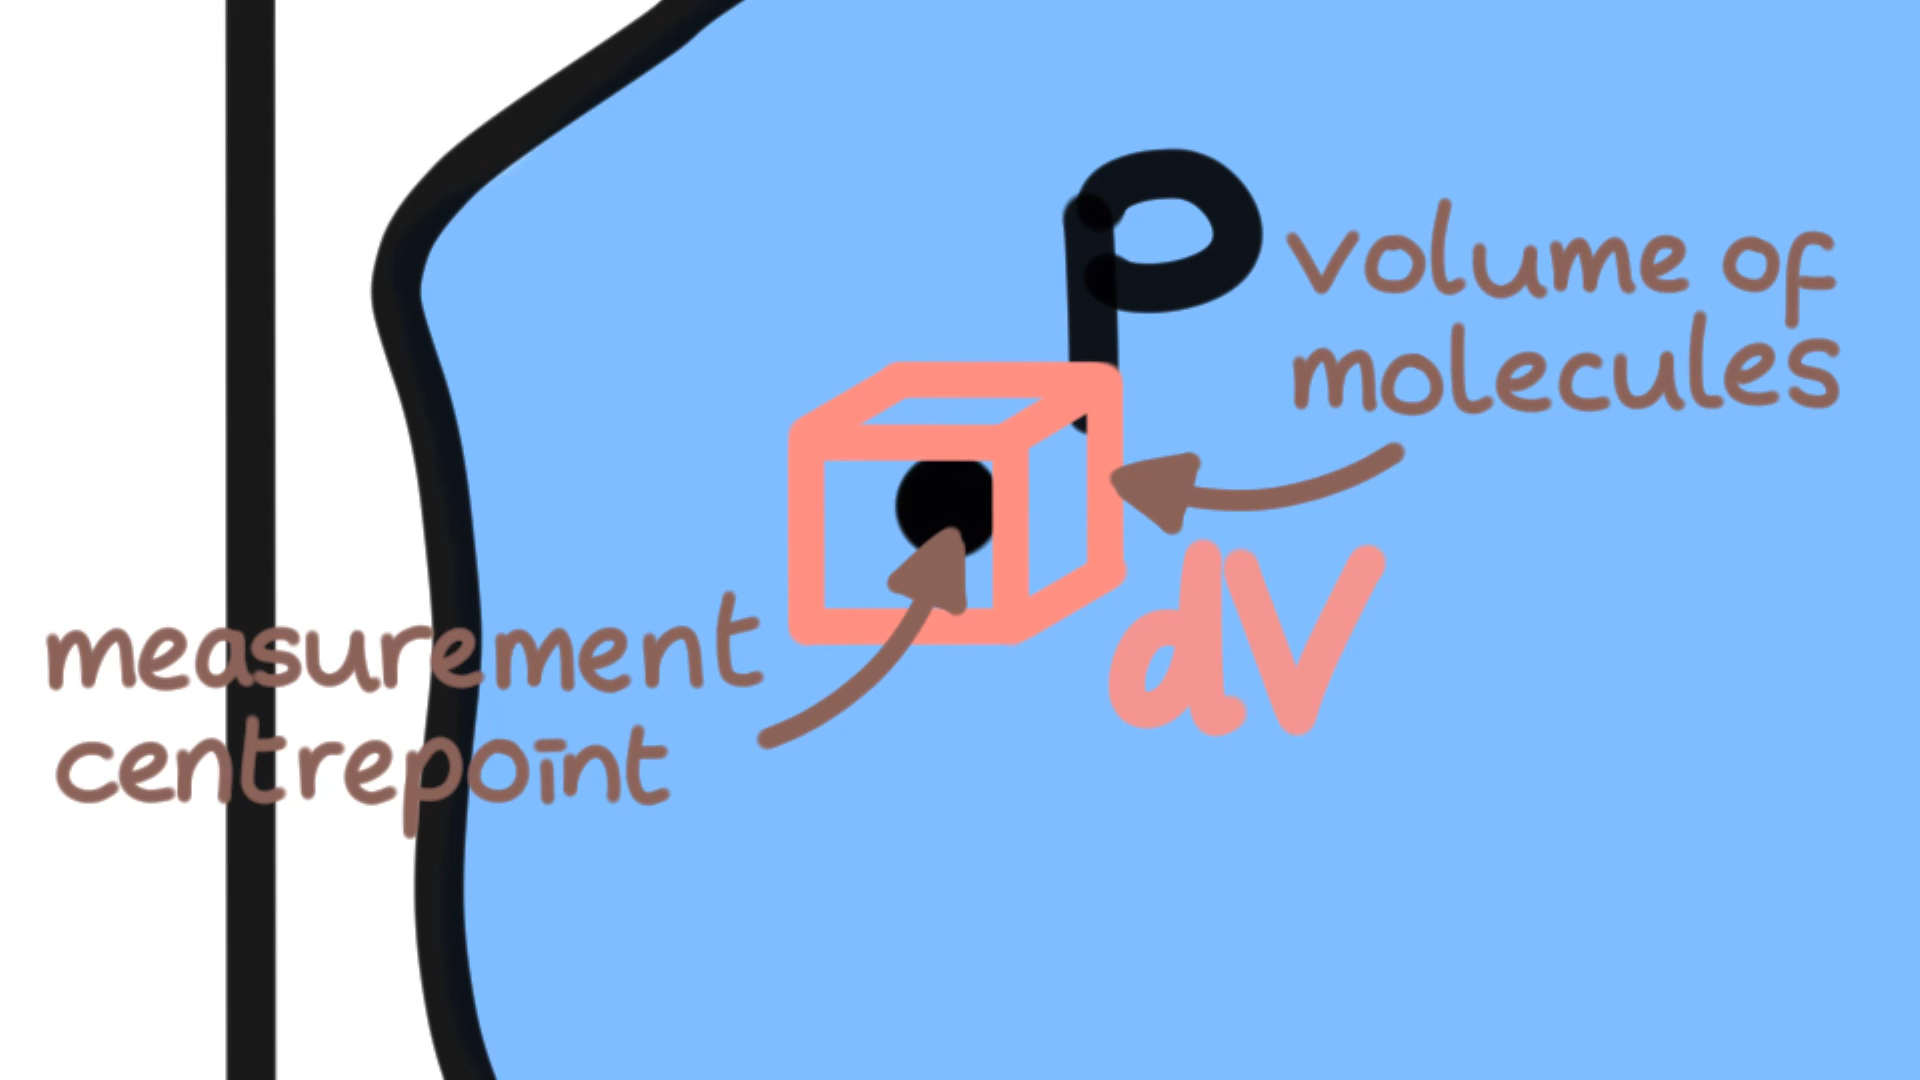 P
volume of
molecules
dV
measurement
centrepoint